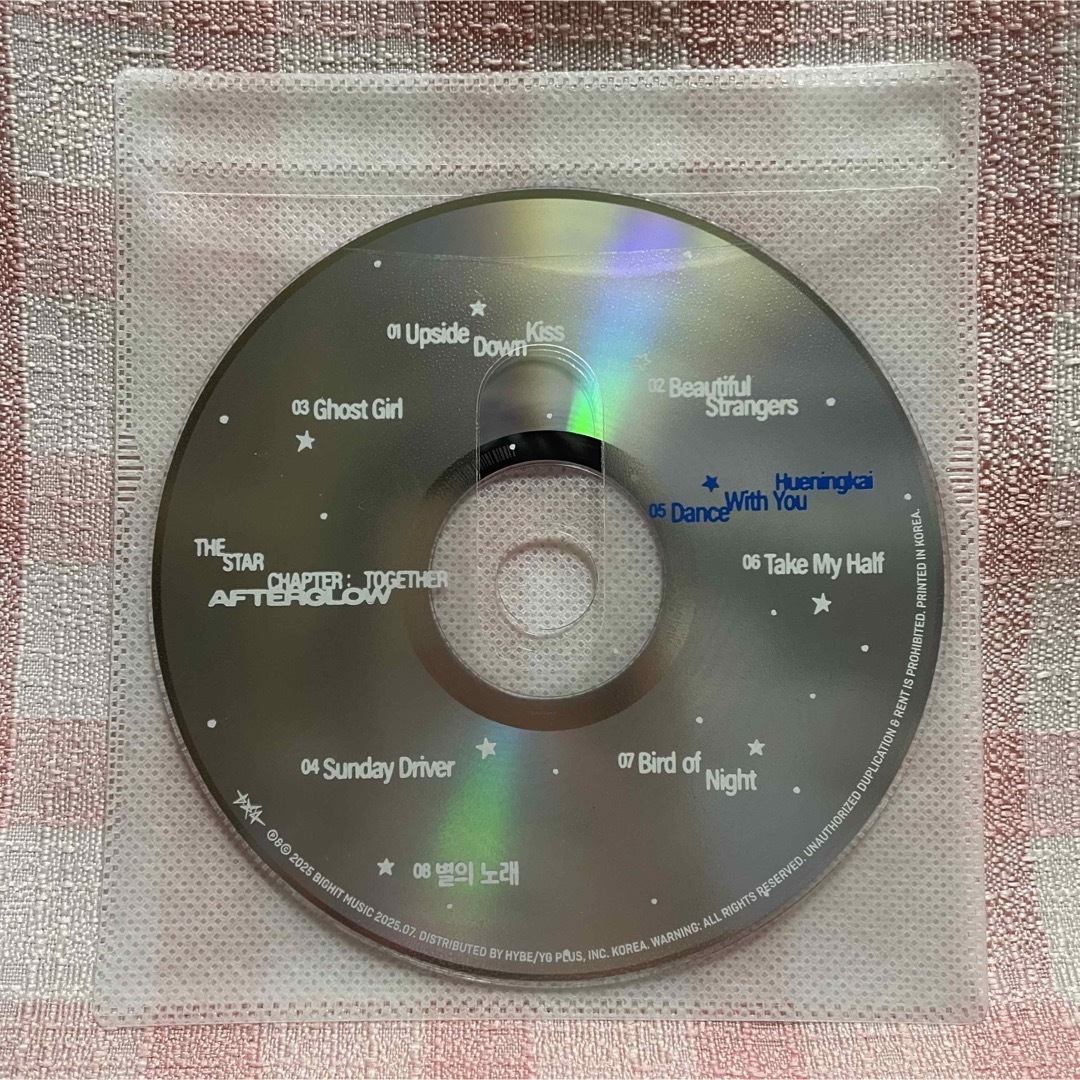 01 Upside Down Kiss
02 Beautiful
Strangers
03 Ghost Girl
Hueningkai
05 Dance With You
THE
STAR
CHAPTER: TOGETHER
AFTERGLOW
06 Take My Half
04 Sunday Driver
07 Bird of
Night
08 별의 노래
℗&© 2025 BIGHIT MUSIC 2025.07. DISTRIBUTED BY HYBE/YG PLUS, INC. KOREA. WARNING: ALL RIGHTS RESERVED. UNAUTHORIZED DUPLICATION & RENT IS PROHIBITED. PRINTED IN KOREA.